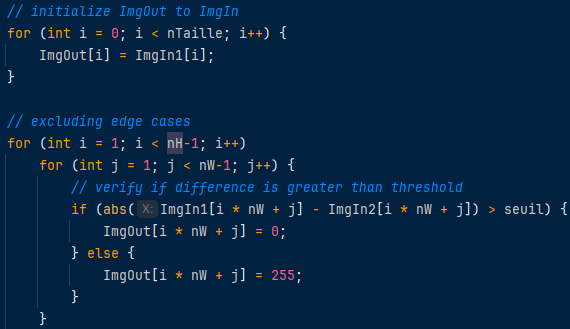 // initialize ImgOut to ImgIn
for (int i = 0; i < nTaille; i++) {
    ImgOut[i] = ImgIn1[i];
}

// excluding edge cases
for (int i = 1; i < nH-1; i++)
    for (int j = 1; j < nW-1; j++) {
        // verify if difference is greater than threshold
        if (abs( X: ImgIn1[i * nW + j] - ImgIn2[i * nW + j]) > seuil) {
            ImgOut[i * nW + j] = 0;
        } else {
            ImgOut[i * nW + j] = 255;
        }
    }